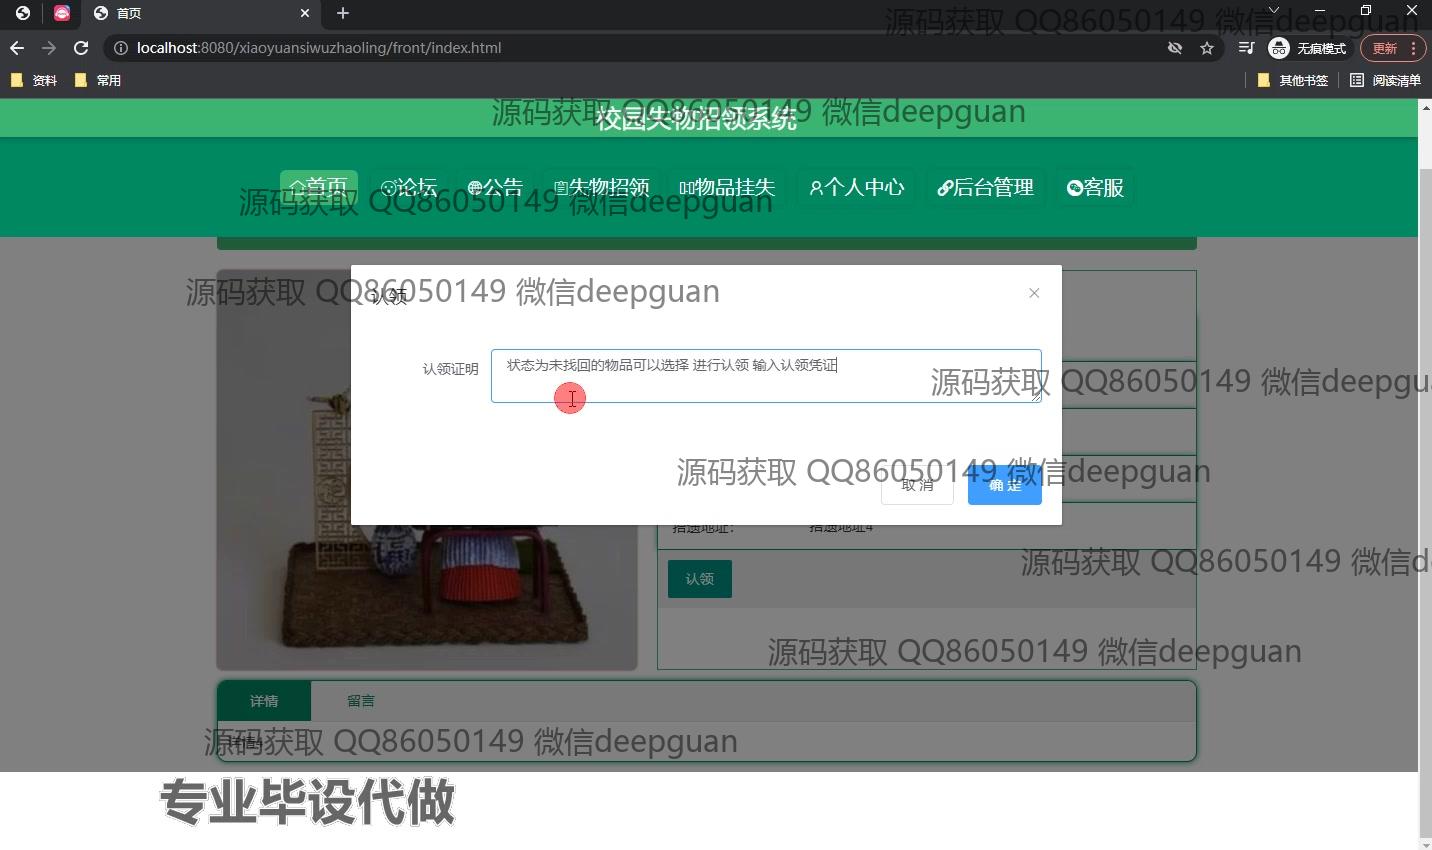 首页
源码获取 QQ86050149 微信deepguan
localhost:8080/xiaoyuansiwuzhaoling/front/index.html
无痕模式
更新
资料
常用
其他书签
阅读清单
校园失物招领系统
源码获取 QQ86050149 微信deepguan
首页
论坛
公告
失物招领
物品挂失
个人中心
后台管理
客服
源码获取 QQ86050149 微信deepguan
认领
源码获取 QQ86050149 微信deepguan
认领证明
状态为未找回的物品可以选择 进行认领 输入认领凭证
源码获取 QQ86050149 微信deepgu
源码获取 QQ86050149 微信deepguan
取消
确定
拾遗地址：
拾遗地址4
源码获取 QQ86050149 微信d
认领
源码获取 QQ86050149 微信deepguan
详情
留言
源码获取 QQ86050149 微信deepguan
专业毕设代做